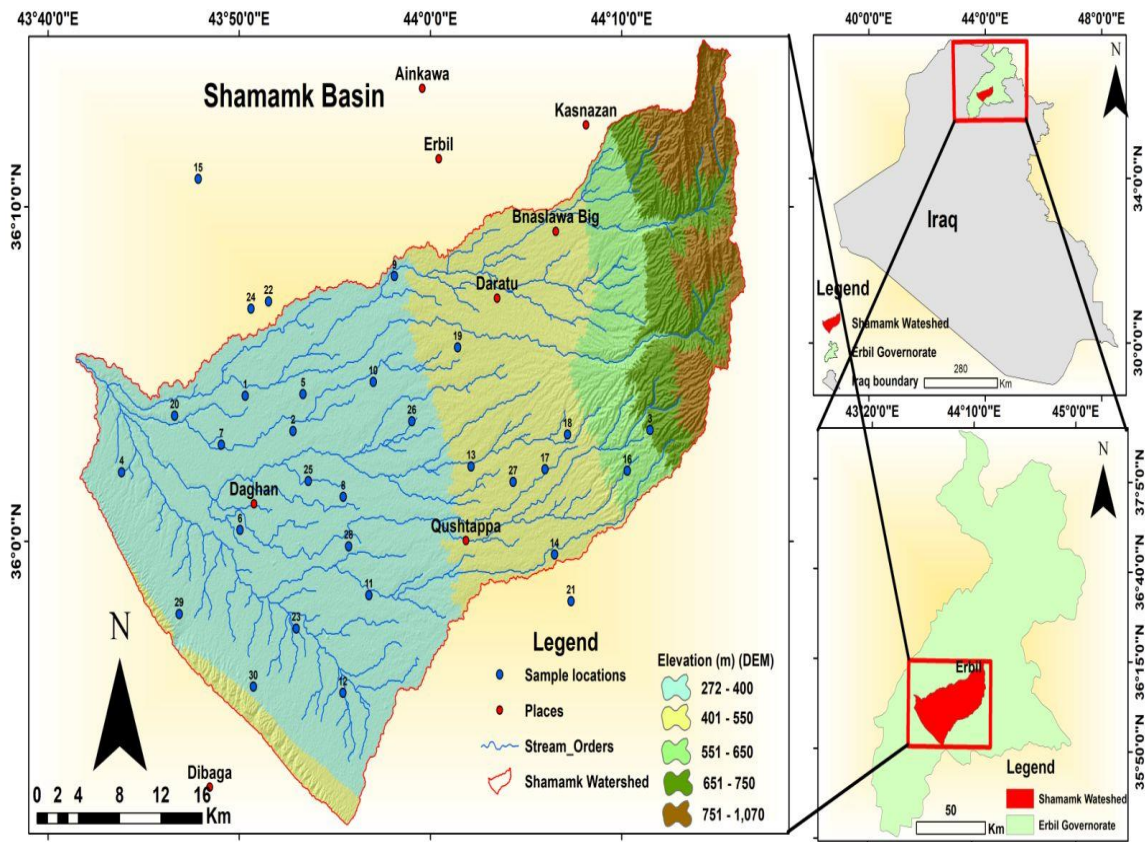 43°40'0"E
43°50'0"E
44°0'0"E
44°10'0"E
36°10'0"N
36°0'0"N
Shamamk Basin
Ainkawa
Kasnazan
Erbil
15
Bnaslawa Big
9
Daratu
22
24
19
10
5
1
20
26
2
18
3
7
13
17
16
4
27
25
8
Daghan
6
Qushtappa
28
14
11
21
29
23
30
12
Dibaga
N
0 2 4 8 12 16
Km
Legend
Sample locations
Places
Stream_Orders
Shamamk Watershed
Elevation (m) (DEM)
272 - 400
401 - 550
551 - 650
651 - 750
751 - 1,070
40°0'0"E
44°0'0"E
48°0'0"E
N
34°0'0"N
30°0'0"N
Iraq
Legend
Shamamk Wateshed
Erbil Governorate
Iraq boundary
280
Km
43°20'0"E
44°10'0"E
45°0'0"E
N
37°5'0"N
36°40'0"N
36°15'0"N
35°50'0"N
Erbil
Legend
Shamamk Wateshed
Erbil Governorate
50
Km